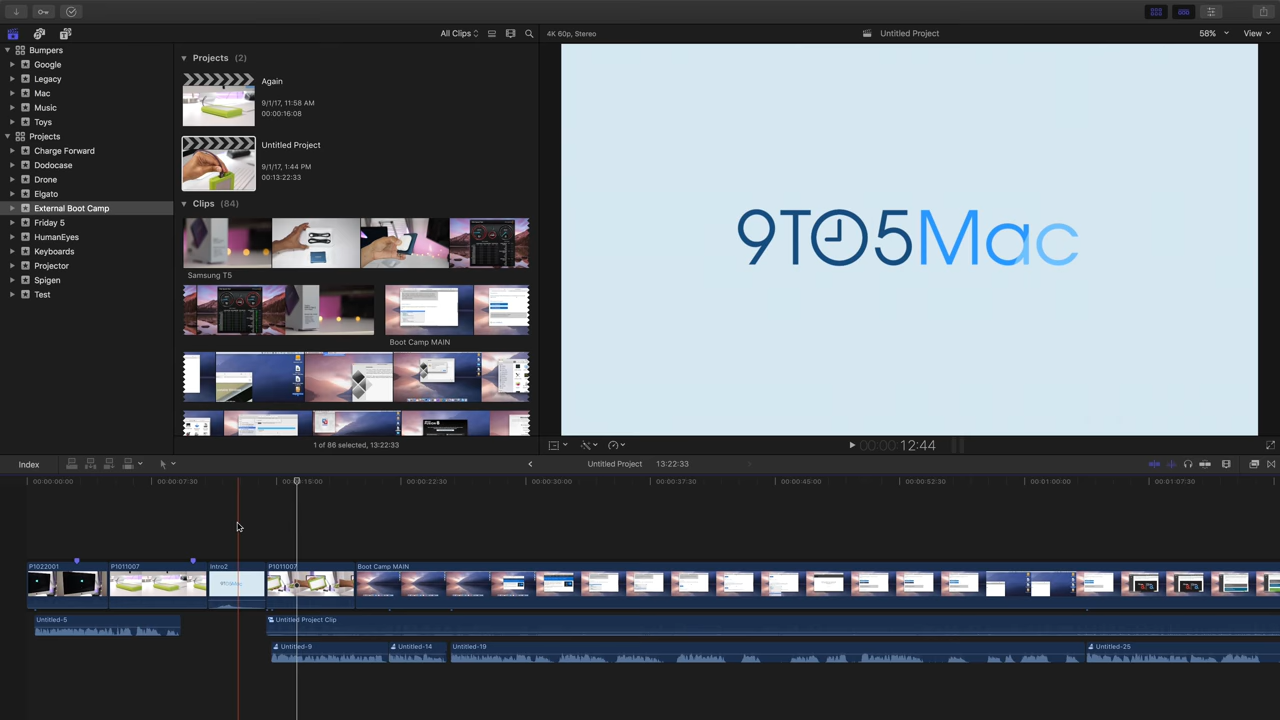 All Clips
4K 60p, Stereo
Untitled Project
58%
View
Bumpers
Google
Legacy
Mac
Music
Toys
Projects
Charge Forward
Dodocase
Drone
Elgato
External Boot Camp
Friday 5
HumanEyes
Keyboards
Projector
Spigen
Test
Projects (2)
Again
9/1/17, 11:58 AM
00:00:16:08
Untitled Project
9/1/17, 1:44 PM
00:13:22:33
Clips (84)
Samsung T5
Boot Camp MAIN
1 of 86 selected, 13:22:33
9TO5Mac
00:00:12:44
Index
Untitled Project
13:22:33
00:00:00:00
00:00:07:30
00:00:15:00
00:00:22:30
00:00:30:00
00:00:37:30
00:00:45:00
00:00:52:30
00:01:00:00
00:01:07:30
P1022001
P1011007
Intro2
P1011007
Boot Camp MAIN
9TO5Mac
Untitled-5
Untitled Project Clip
Untitled-9
Untitled-14
Untitled-19
Untitled-25